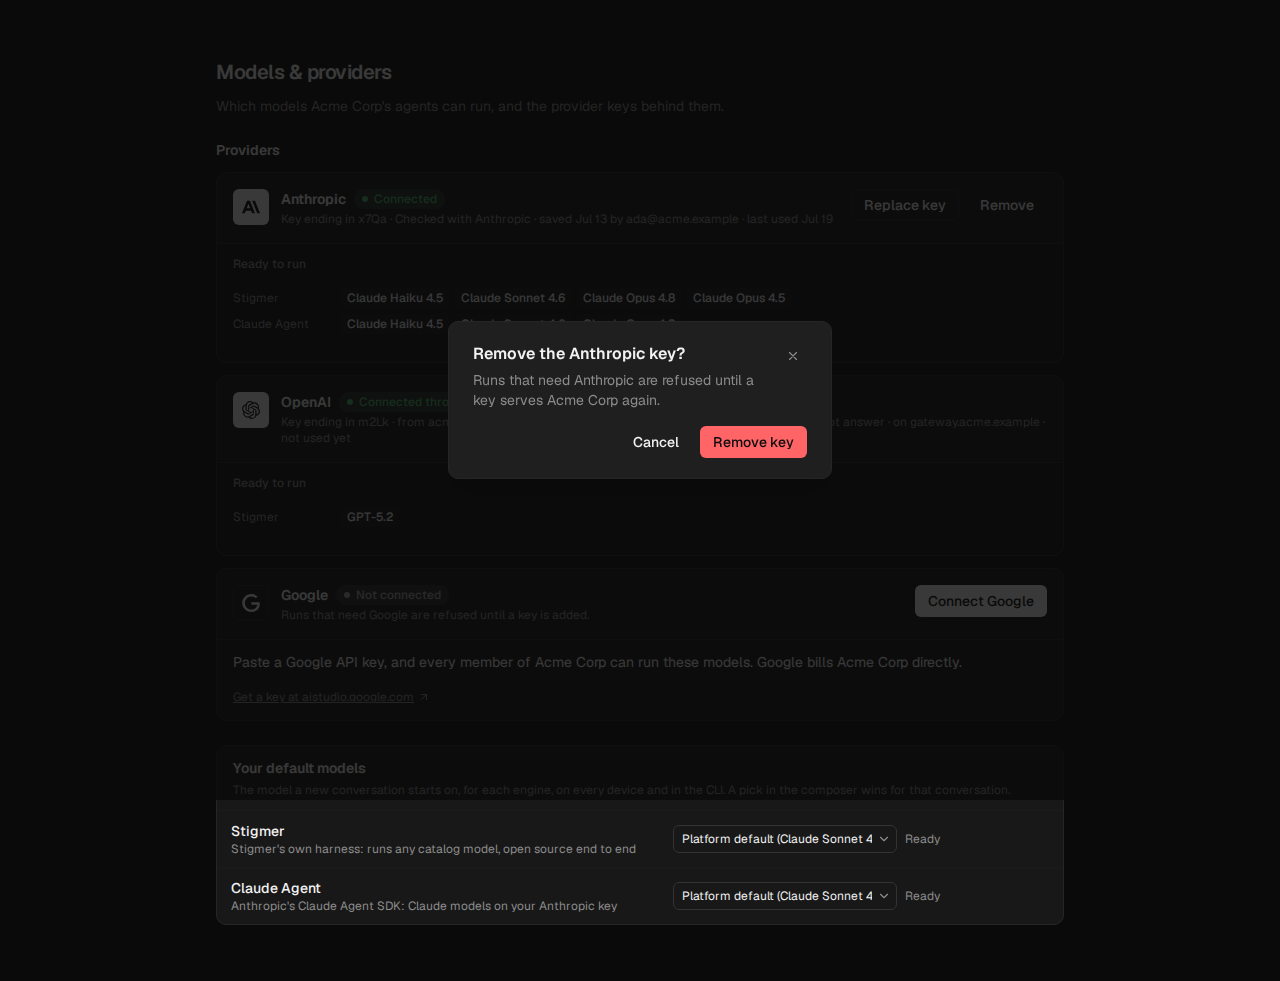 Models & providers
Which models Acme Corp's agents can run, and the provider keys behind them.
Providers
Anthropic
Connected
Key ending in x7Qa · Checked with Anthropic · saved Jul 13 by ada@acme.example · last used Jul 19
Replace key
Remove
Ready to run
Stigmer
Claude Haiku 4.5
Claude Sonnet 4.6
Claude Opus 4.8
Claude Opus 4.5
Claude Agent
Claude Haiku 4.5
Remove the Anthropic key?
Runs that need Anthropic are refused until a
key serves Acme Corp again.
Cancel
Remove key
OpenAI
Connected
Key ending in m2Lk · from
answer · on gateway.acme.example ·
not used yet
Ready to run
Stigmer
GPT-5.2
Google
Not connected
Runs that need Google are refused until a key is added.
Connect Google
Paste a Google API key, and every member of Acme Corp can run these models. Google bills Acme Corp directly.
Get a key at aistudio.google.com
Your default models
The model a new conversation starts on, for each engine, on every device and in the CLI. A pick in the composer wins for that conversation.
Stigmer
Stigmer's own harness: runs any catalog model, open source end to end
Platform default (Claude Sonnet 4
Ready
Claude Agent
Anthropic's Claude Agent SDK: Claude models on your Anthropic key
Platform default (Claude Sonnet 4
Ready